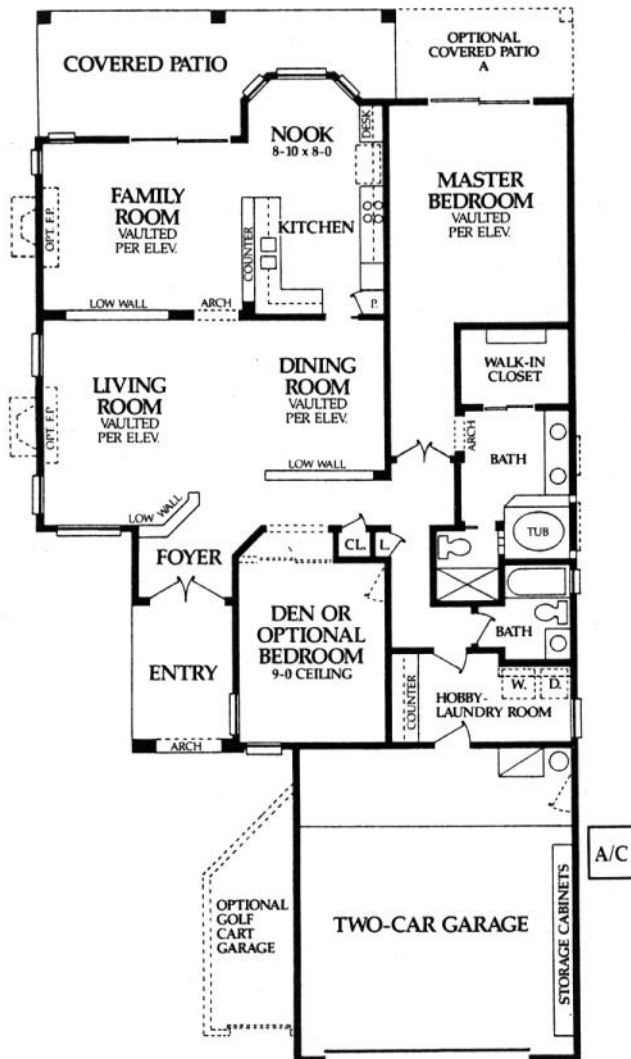 COVERED PATIO
OPTIONAL
COVERED PATIO
A
NOOK
8-10 x 8-0
DESK
FAMILY
ROOM
VAULTED
PER ELEV.
OPT. F.P.
COUNTER
KITCHEN
MASTER
BEDROOM
VAULTED
PER ELEV.
LOW WALL
ARCH
P.
LIVING
ROOM
VAULTED
PER ELEV.
OPT. F.P.
DINING
ROOM
VAULTED
PER ELEV.
WALK-IN
CLOSET
ARCH
BATH
LOW WALL
LOW WALL
TUB
CL.
L.
FOYER
DEN OR
OPTIONAL
BEDROOM
9-0 CEILING
BATH
ENTRY
COUNTER
W.
D.
HOBBY-
LAUNDRY ROOM
ARCH
A/C
OPTIONAL
GOLF
CART
GARAGE
TWO-CAR GARAGE
STORAGE CABINETS